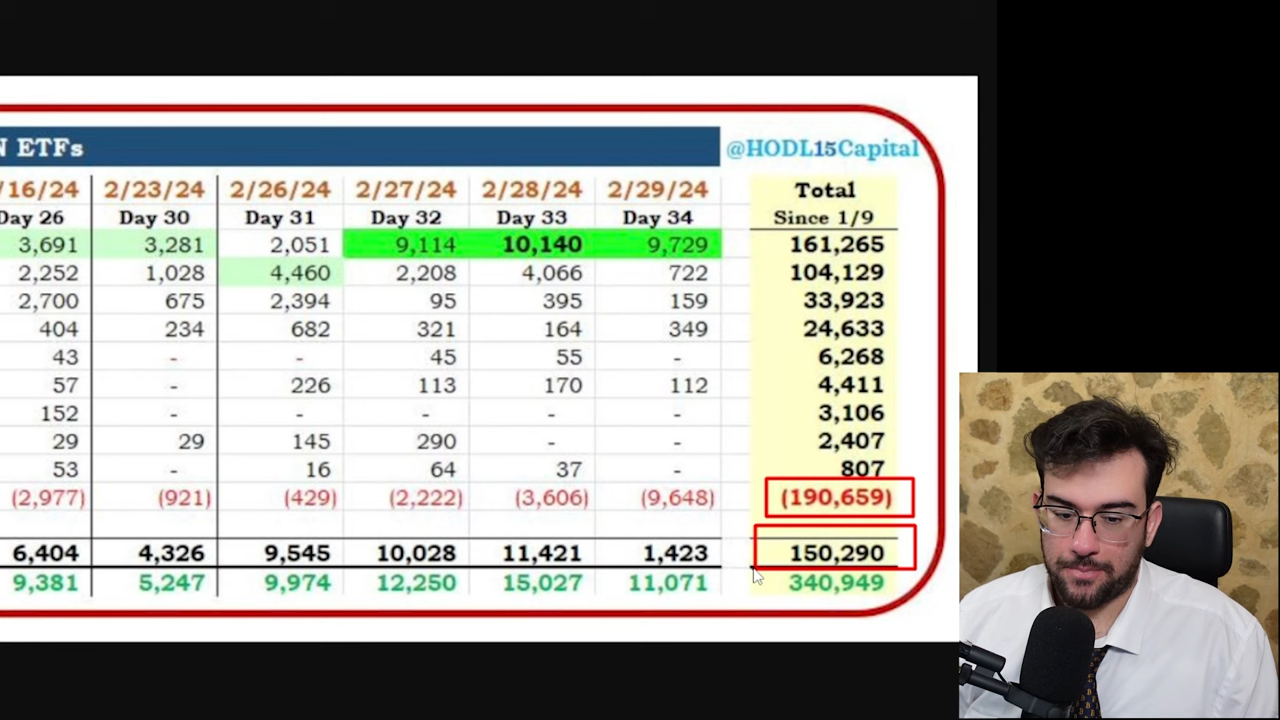 N ETFs @HODL15Capital
/16/24 2/23/24 2/26/24 2/27/24 2/28/24 2/29/24 Total
Day 26 Day 30 Day 31 Day 32 Day 33 Day 34 Since 1/9
3,691 3,281 2,051 9,114 10,140 9,729 161,265
2,252 1,028 4,460 2,208 4,066 722 104,129
2,700 675 2,394 95 395 159 33,923
404 234 682 321 164 349 24,633
43 - - 45 55 - 6,268
57 - 226 113 170 112 4,411
152 - - - - - 3,106
29 29 145 290 - - 2,407
53 - 16 64 37 - 807
(2,977) (921) (429) (2,222) (3,606) (9,648) (190,659)
6,404 4,326 9,545 10,028 11,421 1,423 150,290
9,381 5,247 9,974 12,250 15,027 11,071 340,949